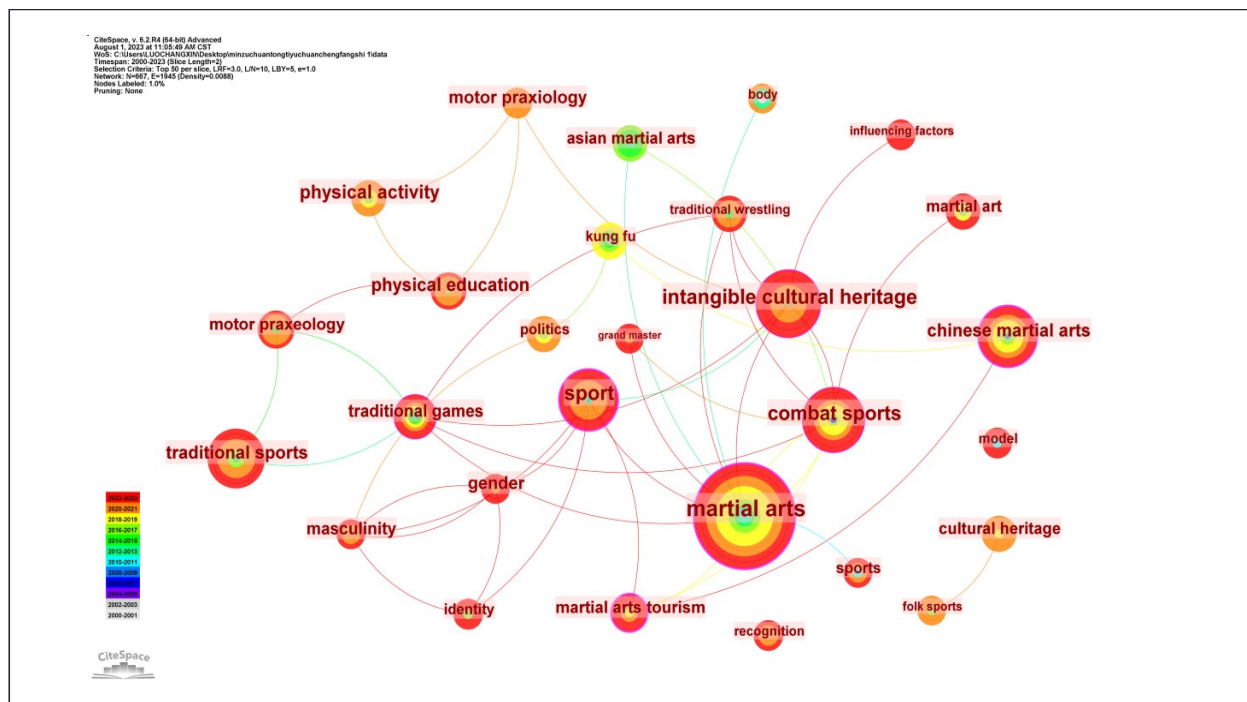 CiteSpace, v. 6.2.R4 (64-bit) Advanced
August 1, 2023 at 11:05:49 AM CST
WoS: C:\Users\LUOCHANGXIN\Desktop\minzuchuantongtiyuchuanchengfangshi 1\data
Timespan: 2000-2023 (Slice Length=2)
Selection Criteria: Top 50 per slice, LRF=3.0, L/N=10, LBY=5, e=1.0
Network: N=667, E=1945 (Density=0.0088)
Nodes Labeled: 1.0%
Pruning: None
motor praxiology
body
asian martial arts
influencing factors
physical activity
traditional wrestling
martial art
kung fu
physical education
intangible cultural heritage
motor praxeology
politics
grand master
chinese martial arts
sport
traditional games
combat sports
traditional sports
model
gender
martial arts
masculinity
cultural heritage
sports
identity
martial arts tourism
folk sports
recognition
2022-2023
2020-2021
2018-2019
2016-2017
2014-2015
2012-2013
2010-2011
2008-2009
2004-2005
2002-2003
2000-2001
CiteSpace